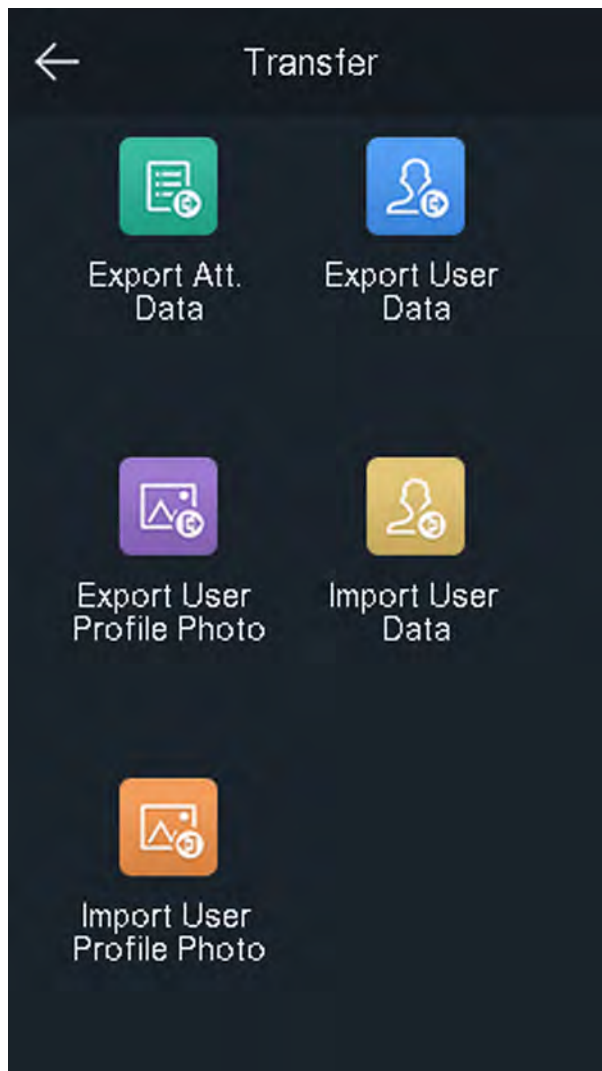 Transfer
Export Att.
Data
Export User
Data
Export User
Profile Photo
Import User
Data
Import User
Profile Photo